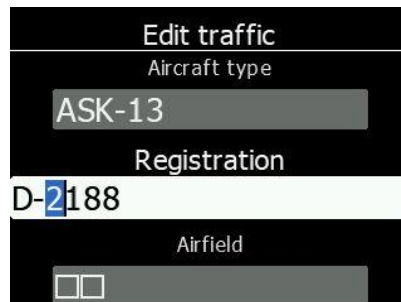 Edit traffic
Aircraft type
ASK-13
Registration
D-2188
Airfield
□□